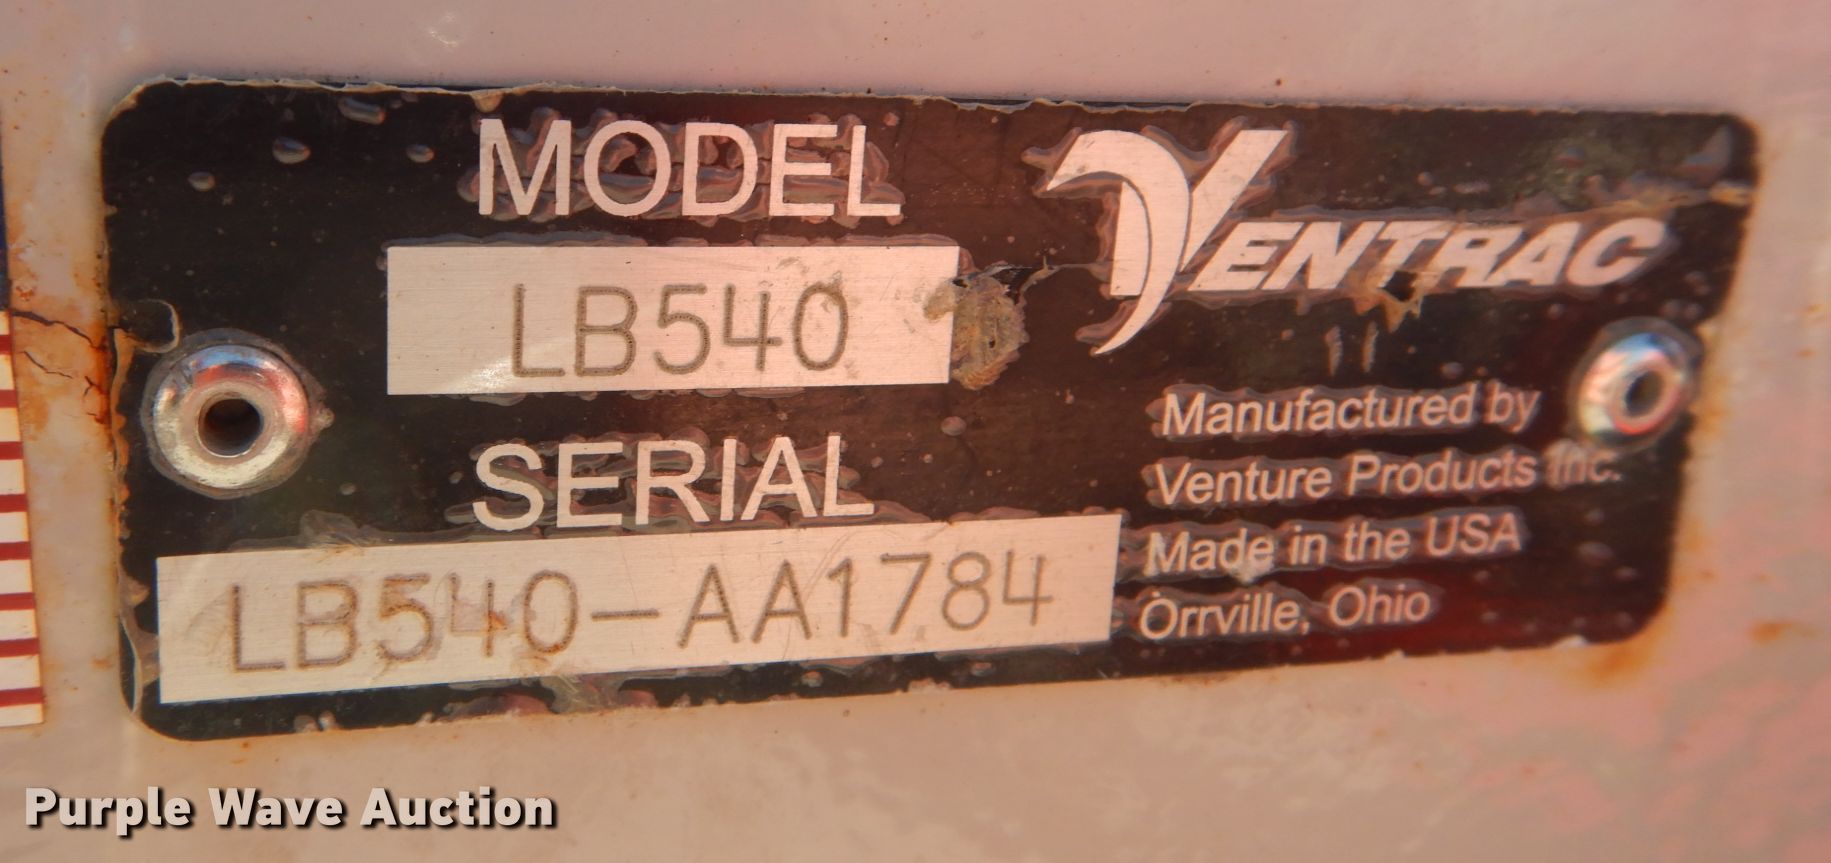 MODEL
LB540
SERIAL
LB540-AA1784
VENTRAC
Manufactured by
Venture Products Inc.
Made in the USA
Orrville, Ohio
Purple Wave Auction